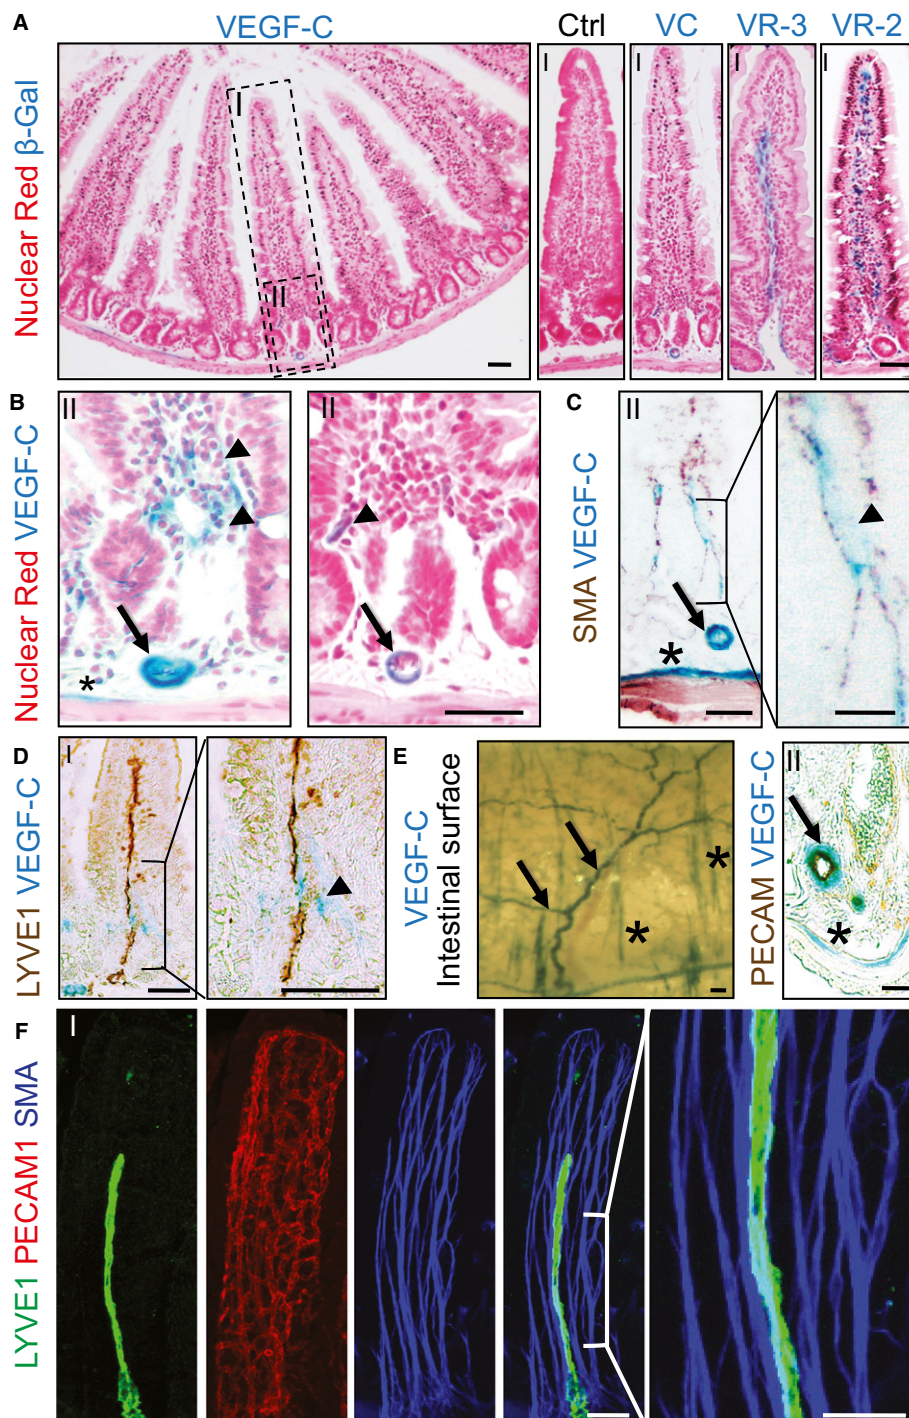 A
VEGF-C
Ctrl
VC
VR-3
VR-2
Nuclear Red β-Gal
I
II
I
I
I
I
B
Nuclear Red VEGF-C
II
II
*
C
SMA VEGF-C
II
*
D
LYVE1 VEGF-C
I
E
VEGF-C
Intestinal surface
*
*
PECAM VEGF-C
II
*
F
LYVE1 PECAM1 SMA
I